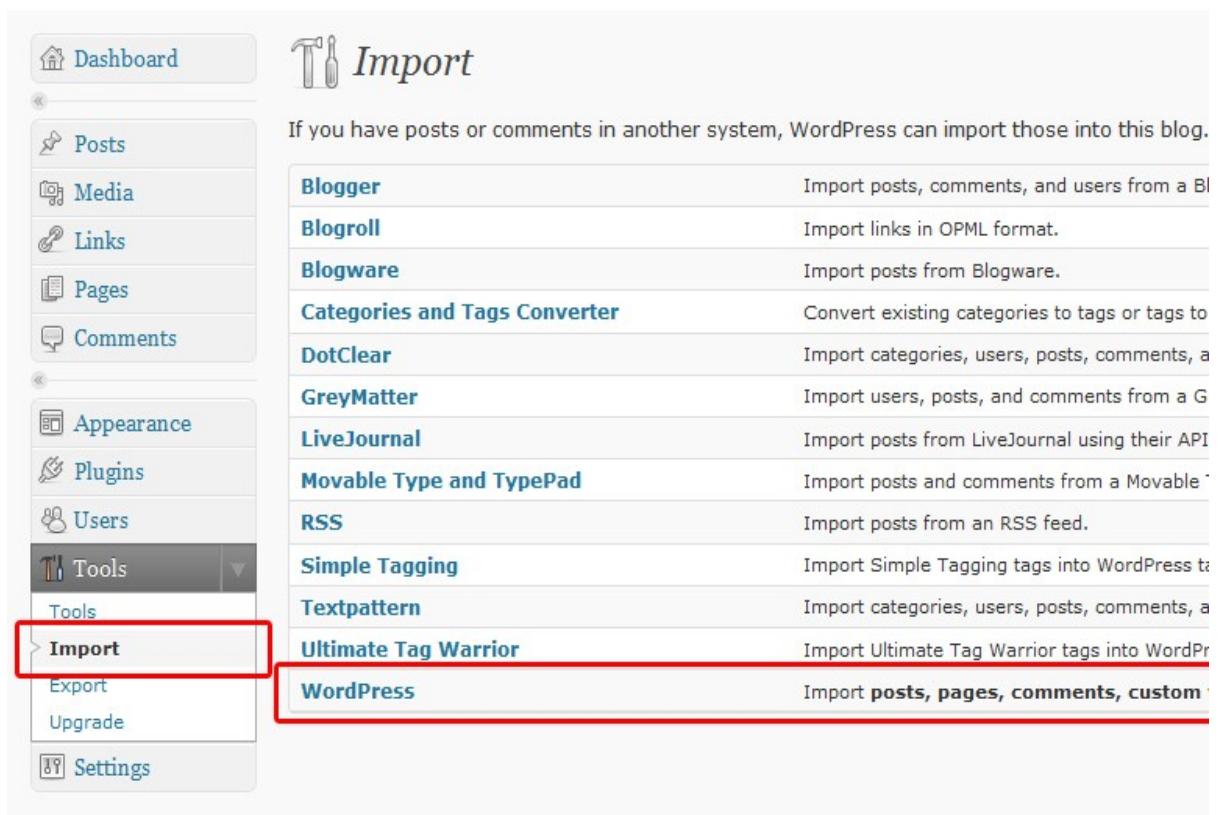 Dashboard
Posts
Media
Links
Pages
Comments
Appearance
Plugins
Users
Tools
Tools
Import
Export
Upgrade
Settings
Import
If you have posts or comments in another system, WordPress can import those into this blog.
Blogger Import posts, comments, and users from a
Blogroll Import links in OPML format.
Blogware Import posts from Blogware.
Categories and Tags Converter Convert existing categories to tags or tags to
DotClear Import categories, users, posts, comments,
GreyMatter Import users, posts, and comments from a G
LiveJournal Import posts from LiveJournal using their API
Movable Type and TypePad Import posts and comments from a Movable
RSS Import posts from an RSS feed.
Simple Tagging Import Simple Tagging tags into WordPress
Textpattern Import categories, users, posts, comments,
Ultimate Tag Warrior Import Ultimate Tag Warrior tags into
WordPress Import posts, pages, comments, custom